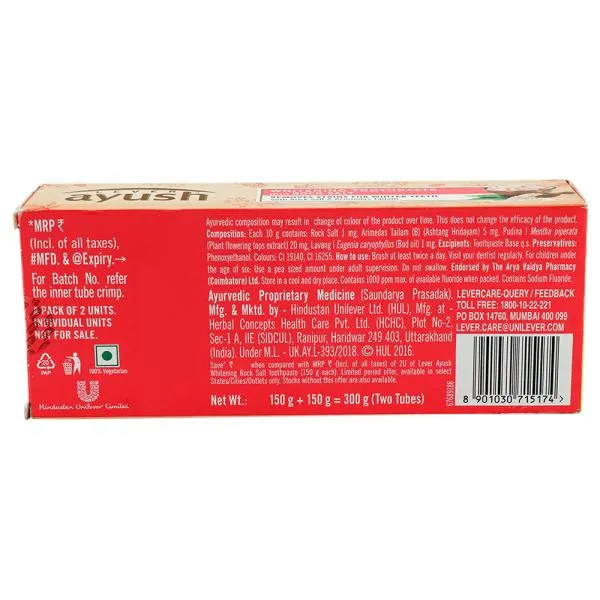 LEVER
ayush
WHITENING TOOTHPASTE
*MRP ₹
(Incl. of all taxes),
#MFD. & @Expiry.→
For Batch No. refer
the inner tube crimp.
A PACK OF 2 UNITS.
INDIVIDUAL UNITS
NOT FOR SALE.
20
PAP
100% Vegetarian
Hindustan Unilever Limited
Ayurvedic composition may result in change of colour of the product over time. This does not change the efficacy of the product.
Composition: Each 10 g contains: Rock Salt 1 mg, Arimedas Tailam (B) (Ashtang Hridayam) 5 mg, Pudina | Mentha piperata
(Plant flowering tops extract) 20 mg, Lavang | Eugenia caryophyllus (Bud oil) 1 mg. Excipients: Toothpaste Base q.s. Preservatives:
Phenoxyethanol. Colours: CI 19140, CI 16255. How to use: Brush at least twice a day. Visit your dentist regularly. For children under
the age of six: Use a pea sized amount under adult supervision. Do not swallow. Endorsed by The Arya Vaidya Pharmacy
(Coimbatore) Ltd. Store in a cool and dry place. Contains 1000 ppm max. of available fluoride when packed. Contains Sodium Fluoride.
Ayurvedic Proprietary Medicine (Saundarya Prasadak),
Mfg. & Mktd. by - Hindustan Unilever Ltd. (HUL), Mfg. at -
Herbal Concepts Health Care Pvt. Ltd. (HCHC), Plot No-2,
Sec-1 A, IIE (SIDCUL), Ranipur, Haridwar 249 403, Uttarakhand
(India). Under M.L. - UK.AY.L-393/2018. © HUL 2016.
Save* ₹ when compared with MRP ₹ (Incl. of all taxes) of 2U of Lever Ayush
Whitening Rock Salt toothpaste (150 g each). Limited period offer, available in select
States/Cities/Outlets only. Stocks without this offer are also available.
Net Wt.: 150 g + 150 g = 300 g (Two Tubes)
LEVERCARE-QUERY / FEEDBACK
TOLL FREE: 1800-10-22-221
PO BOX 14760, MUMBAI 400 099
LEVER.CARE@UNILEVER.COM
67689186
8 901030 715174 >